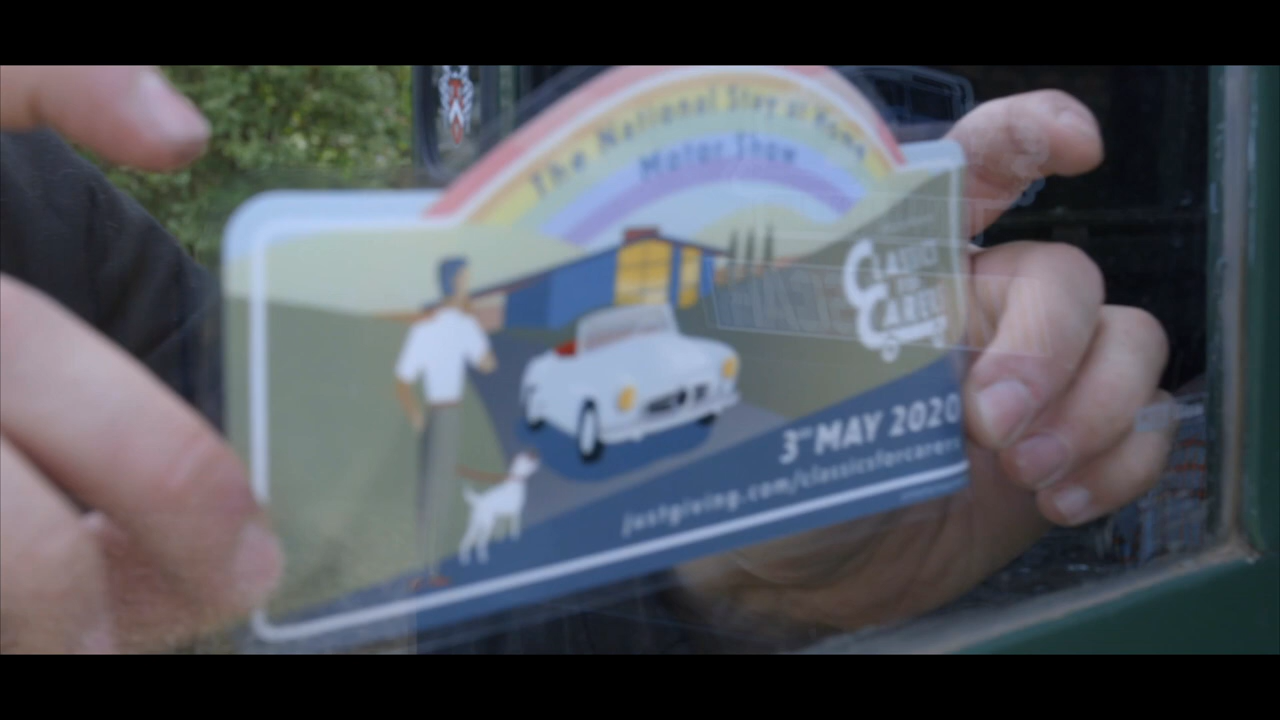 The National Stay at Home
Motor Show
CLASSICS
FOR
CARERS
3RD MAY 2020
justgiving.com/classicsforcarers